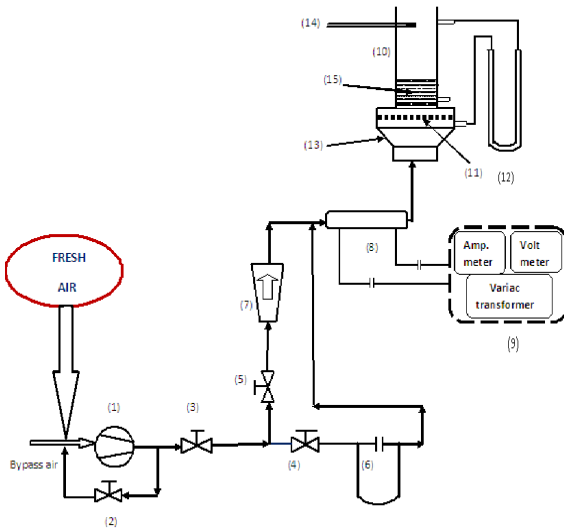 (14)
(10)
(15)
(13)
(11)
(12)
(8)
Amp.
meter
Volt
meter
Variac
transformer
(9)
FRESH
AIR
(7)
(5)
(1)
(3)
Bypass air
(4)
(6)
(2)